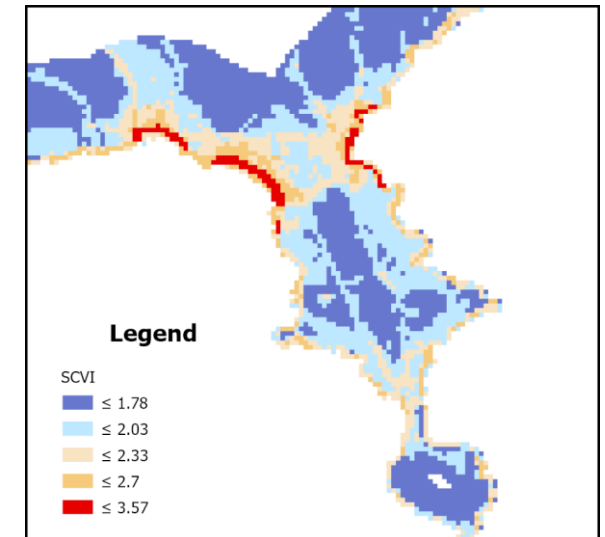 Legend
SCVI
≤ 1.78
≤ 2.03
≤ 2.33
≤ 2.7
≤ 3.57